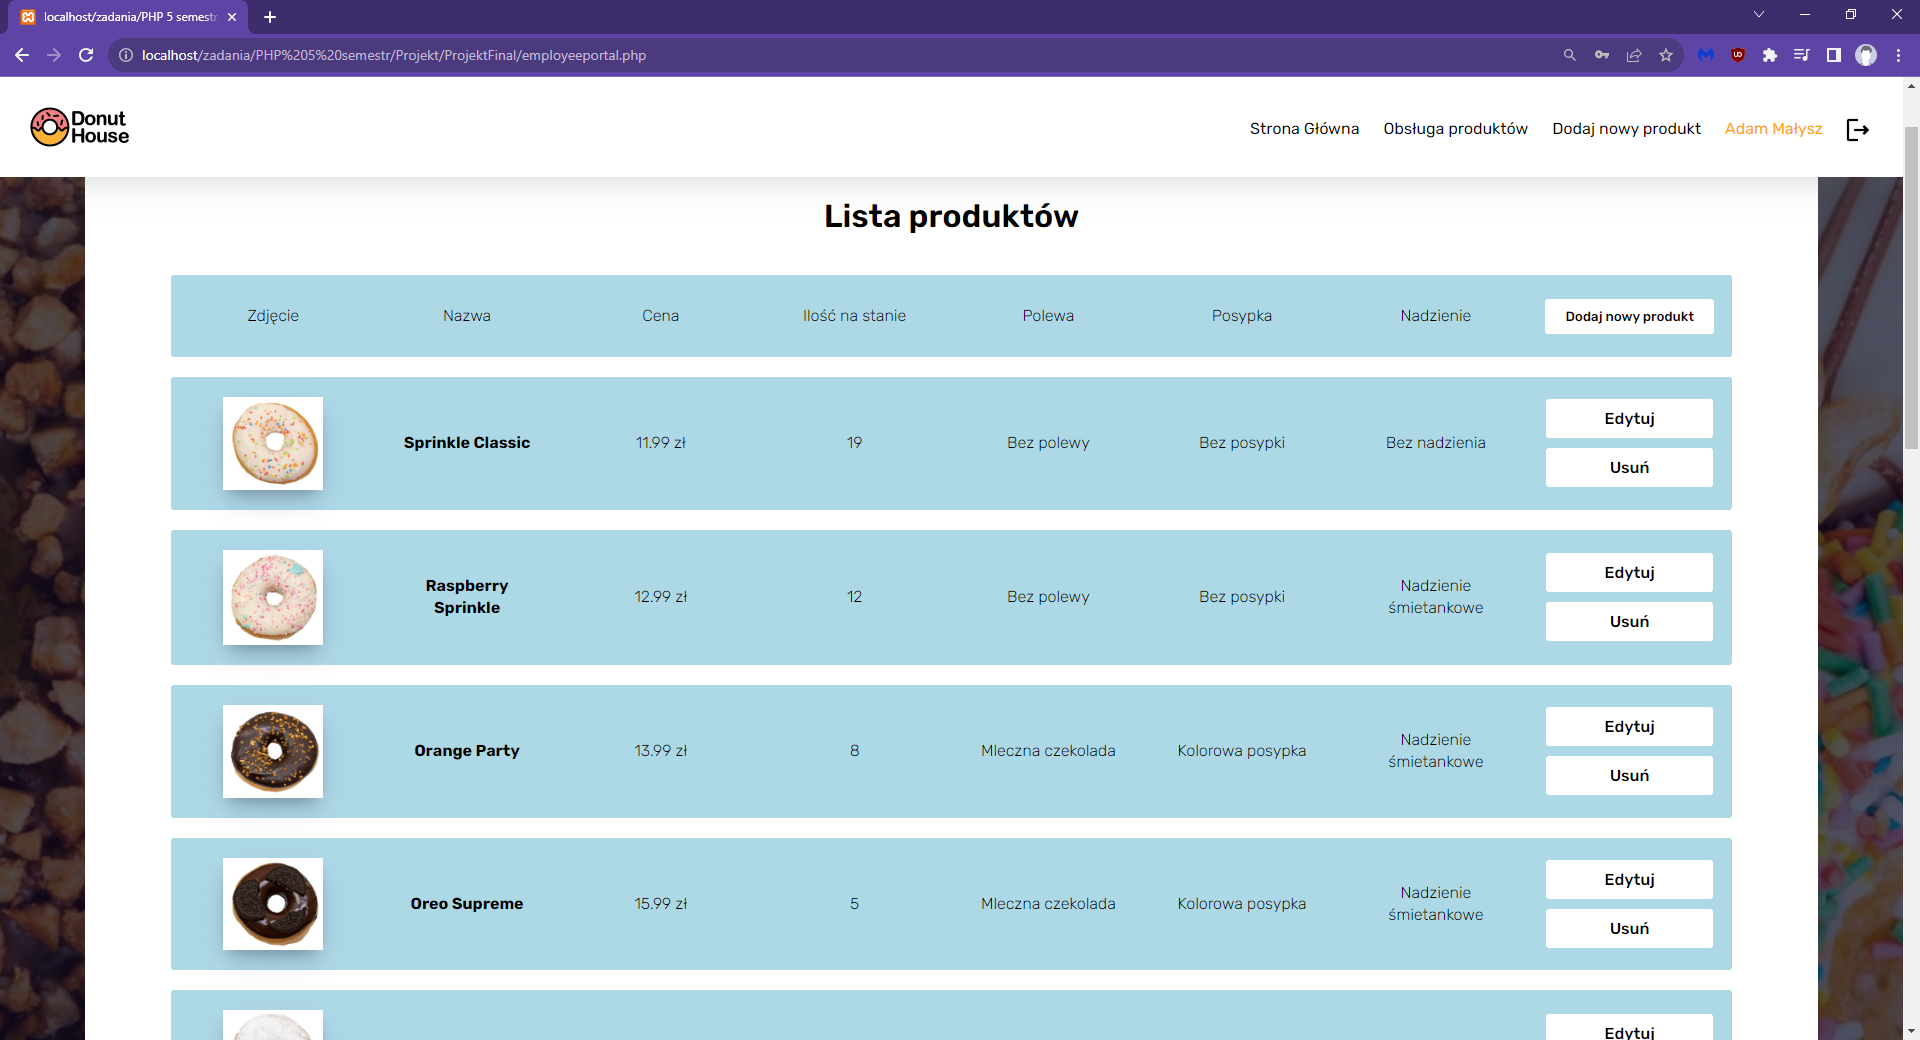 localhost/zadania/PHP 5 semestr
localhost/zadania/PHP%205%20semestr/Projekt/ProjektFinal/employeeportal.php
Donut
House
Strona Główna Obsługa produktów Dodaj nowy produkt Adam Małysz
Lista produktów
Zdjęcie Nazwa Cena Ilość na stanie Polewa Posypka Nadzienie Dodaj nowy produkt
Sprinkle Classic 11.99 zł 19 Bez polewy Bez posypki Bez nadzienia
Edytuj
Usuń
Raspberry
Sprinkle
12.99 zł 12 Bez polewy Bez posypki
Nadzienie
śmietankowe
Edytuj
Usuń
Orange Party 13.99 zł 8 Mleczna czekolada Kolorowa posypka
Nadzienie
śmietankowe
Edytuj
Usuń
Oreo Supreme 15.99 zł 5 Mleczna czekolada Kolorowa posypka
Nadzienie
śmietankowe
Edytuj
Usuń
Edytuj